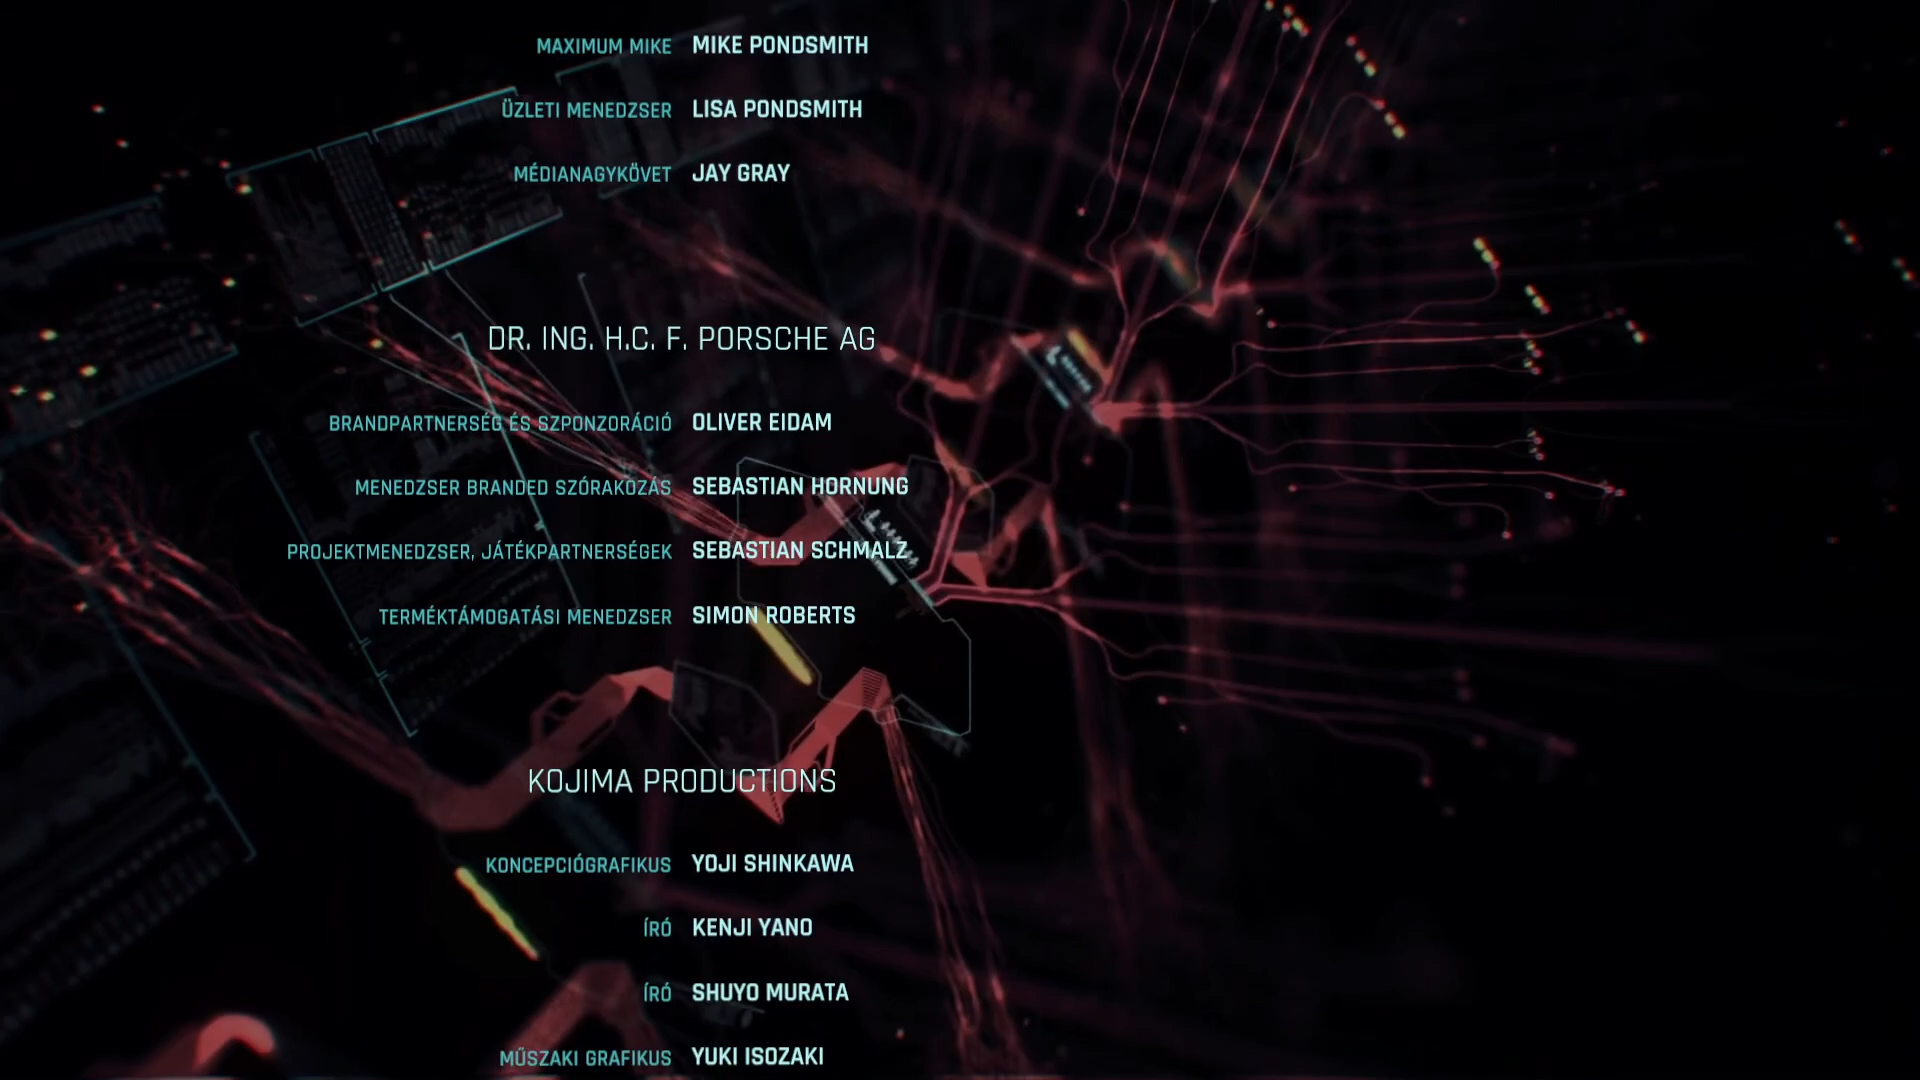 MAXIMUM MIKE MIKE PONDSMITH
ÜZLETI MENEDZSER LISA PONDSMITH
MÉDIANAGYKÖVET JAY GRAY
DR. ING. H.C. F. PORSCHE AG
BRANDPARTNERSÉG ÉS SZPONZORÁCIÓ OLIVER EIDAM
MENEDZSER BRANDED SZÓRAKOZÁS SEBASTIAN HORNUNG
PROJEKTMENEDZSER, JÁTÉKPARTNERSÉGEK SEBASTIAN SCHMALZ
TERMÉKTÁMOGATÁSI MENEDZSER SIMON ROBERTS
KOJIMA PRODUCTIONS
KONCEPCIÓGRAFIKUS YOJI SHINKAWA
ÍRÓ KENJI YANO
ÍRÓ SHUYO MURATA
MŰSZAKI GRAFIKUS YUKI ISOZAKI